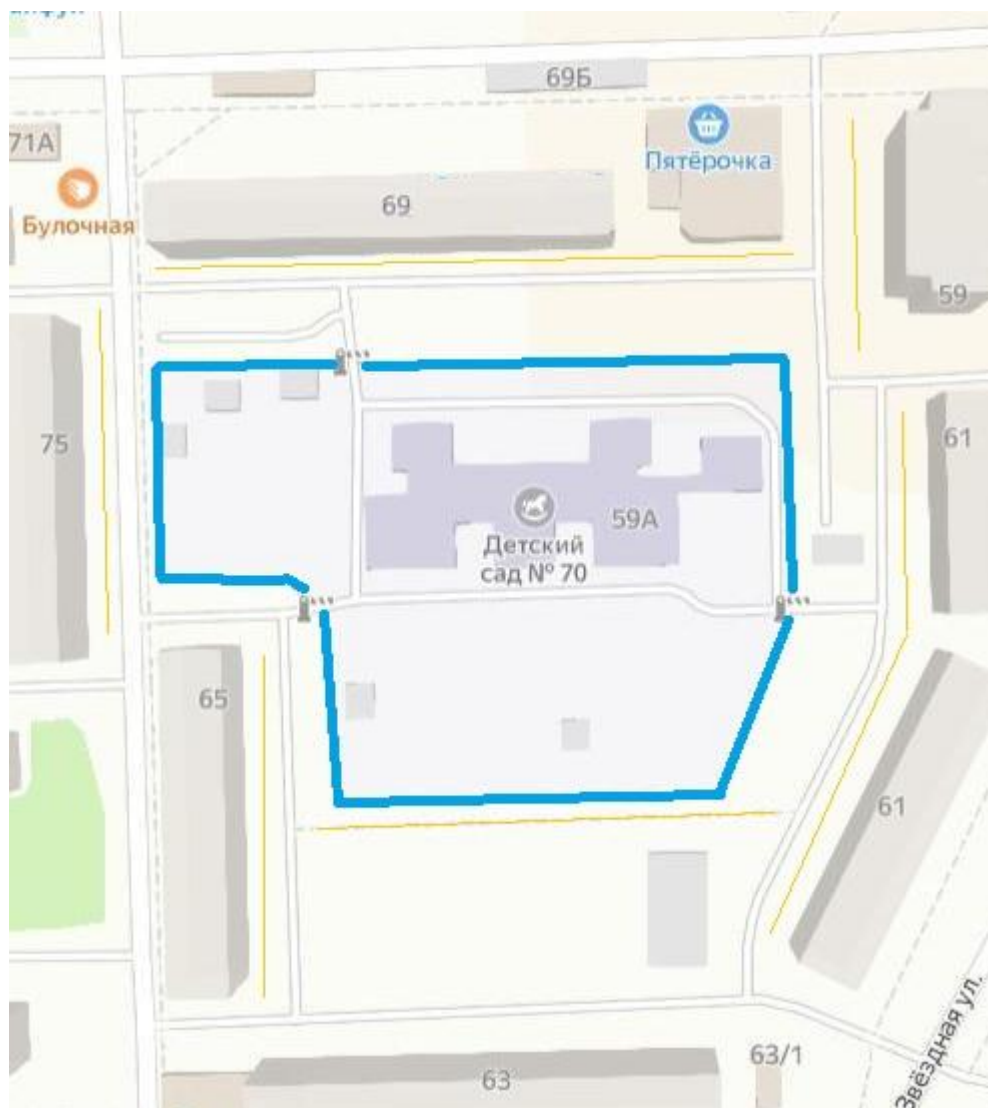 69Б
71А
Пятёрочка
69
Булочная
59
75
61
59А
Детский
сад № 70
65
61
Звёздная ул.
63/1
63